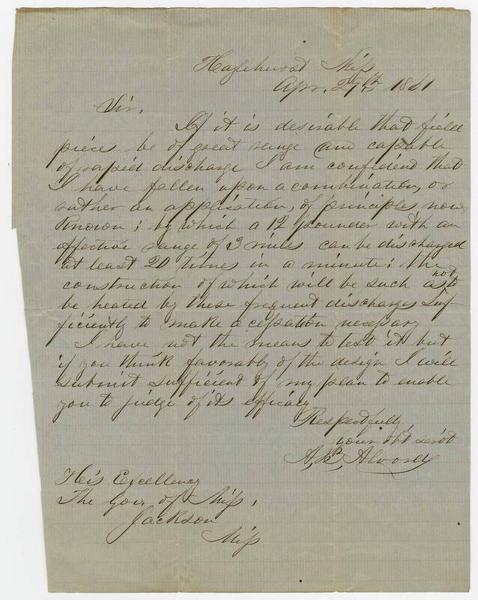 Hazlehurst Miss
Apr. 29th 1861
Sir,
If it is desirable that field
pieces be of great range and capable
of rapid discharge I am confident that
I have fallen upon a combination, or
rather an application, of principles now
known; by which a 12 pounder with an
effective range of 3 miles can be discharged
at least 20 times in a minute; the
construction of which will be such as not to
be heated by these frequent discharges suf-
ficiently to make a cessation necessary
I have not the means to test it but
if you think favorably of the design I will
submit sufficient of my plan to enable
you to judge of its efficacy
Respectfully
your obt servt
A. P. Alvord
His Excellency
The Gov of Miss,
Jackson
Miss